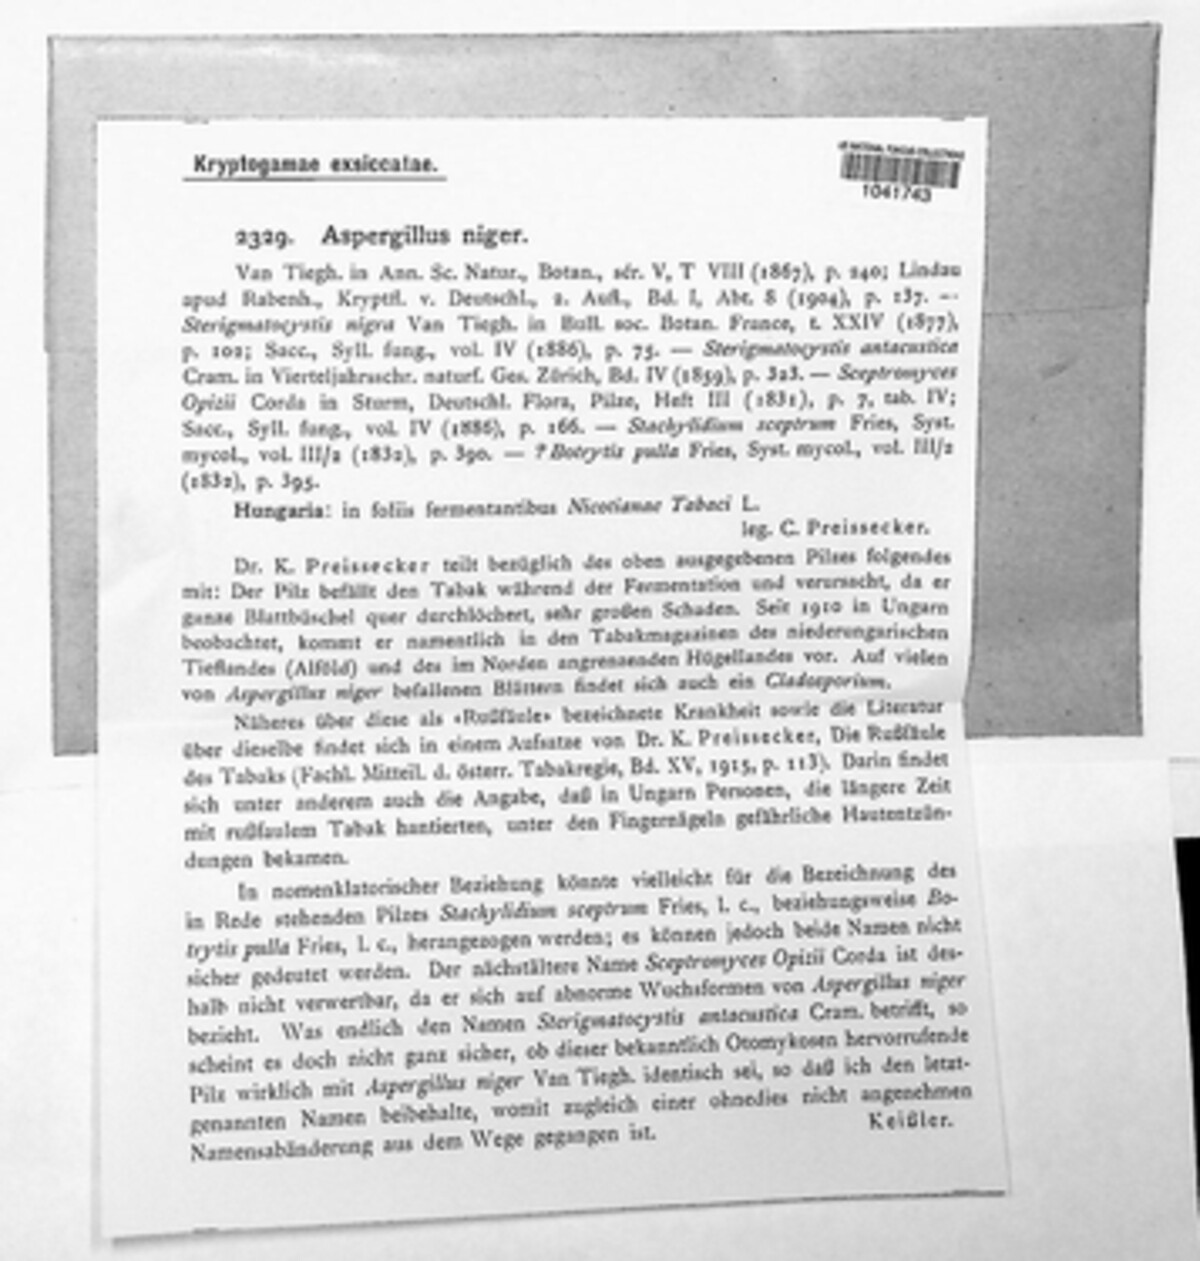 Kryptogamae exsiccatae.
US NATIONAL FUNGUS COLLECTIONS
1041743
2329. Aspergillus niger.
Van Tiegh. in Ann. Sc. Natur., Botan., sér. V, T VIII (1867), p. 240; Lindau
apud Rabenh., Kryptfl. v. Deutschl., 2. Aufl., Bd. I, Abt. 8 (1904), p. 137. —
Sterigmatocystis nigra Van Tiegh. in Bull. soc. Botan. France, t. XXIV (1877),
p. 102; Sacc., Syll. fung., vol. IV (1886), p. 75. — Sterigmatocystis antacustica
Cram. in Vierteljahrsschr. naturf. Ges. Zürich, Bd. IV (1859), p. 323. — Sceptromyces
Opizii Corda in Sturm, Deutschl. Flora, Pilze, Heft III (1831), p. 7, tab. IV;
Sacc., Syll. fung., vol. IV (1886), p. 166. — Stachylidium sceptrum Fries, Syst.
mycol., vol. III/2 (1832), p. 390. — ? Botrytis pulla Fries, Syst. mycol., vol. III/2
(1832), p. 395.
Hungaria: in foliis fermentantibus Nicotianae Tabaci L.
leg. C. Preissecker.
Dr. K. Preissecker teilt bezüglich des oben ausgegebenen Pilzes folgendes
mit: Der Pilz befällt den Tabak während der Fermentation und verursacht, da er
ganze Blattbüschel quer durchlöchert, sehr großen Schaden. Seit 1910 in Ungarn
beobachtet, kommt er namentlich in den Tabakmagazinen des niederungarischen
Tieflandes (Alföld) und des im Norden angrenzenden Hügellandes vor. Auf vielen
von Aspergillus niger befallenen Blättern findet sich auch ein Cladosporium.
Näheres über diese als «Rußfäule» bezeichnete Krankheit sowie die Literatur
über dieselbe findet sich in einem Aufsatze von Dr. K. Preissecker, Die Rußfäule
des Tabaks (Fachl. Mitteil. d. österr. Tabakregie, Bd. XV, 1915, p. 113). Darin findet
sich unter anderem auch die Angabe, daß in Ungarn Personen, die längere Zeit
mit rußfaulem Tabak hantierten, unter den Fingernägeln gefährliche Hautentzün-
dungen bekamen.
In nomenklatorischer Beziehung könnte vielleicht für die Bezeichnung des
in Rede stehenden Pilzes Stachylidium sceptrum Fries, l. c., beziehungsweise Bo-
trytis pulla Fries, l. c., herangezogen werden; es können jedoch beide Namen nicht
sicher gedeutet werden. Der nächstältere Name Sceptromyces Opizii Corda ist des-
halb nicht verwertbar, da er sich auf abnorme Wuchsformen von Aspergillus niger
bezieht. Was endlich den Namen Sterigmatocystis antacustica Cram. betrifft, so
scheint es doch nicht ganz sicher, ob dieser bekanntlich Otomykosen hervorrufende
Pilz wirklich mit Aspergillus niger Van Tiegh. identisch sei, so daß ich den letzt-
genannten Namen beibehalte, womit zugleich einer ohnedies nicht angenehmen
Namensabänderung aus dem Wege gegangen ist.
Keißler.